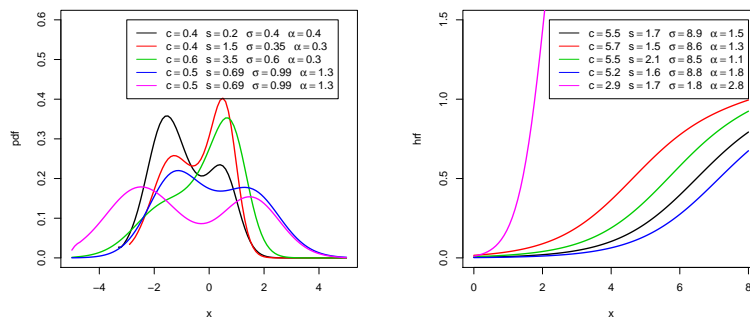 c = 0.4 s = 0.2 σ = 0.4 α = 0.4
c = 0.4 s = 1.5 σ = 0.35 α = 0.3
c = 0.6 s = 3.5 σ = 0.6 α = 0.3
c = 0.5 s = 0.69 σ = 0.99 α = 1.3
c = 0.5 s = 0.69 σ = 0.99 α = 1.3
pdf
0.0 0.1 0.2 0.3 0.4 0.5 0.6
−4 −2 0 2 4
x
c = 5.5 s = 1.7 σ = 8.9 α = 1.5
c = 5.7 s = 1.5 σ = 8.6 α = 1.3
c = 5.5 s = 2.1 σ = 8.5 α = 1.1
c = 5.2 s = 1.6 σ = 8.8 α = 1.8
c = 2.9 s = 1.7 σ = 1.8 α = 2.8
hrf
0.0 0.5 1.0 1.5
0 2 4 6 8
x